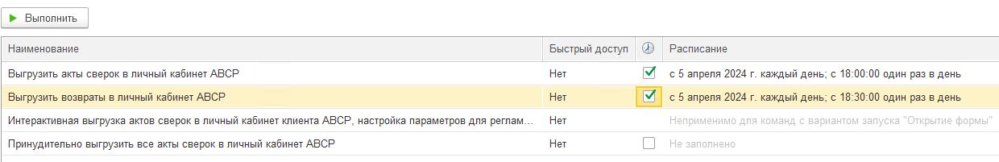 Выполнить
Наименование Быстрый доступ Расписание
Выгрузить акты сверок в личный кабинет ABCP Нет с 5 апреля 2024 г. каждый день; с 18:00:00 один раз в день
Выгрузить возвраты в личный кабинет ABCP Нет с 5 апреля 2024 г. каждый день; с 18:30:00 один раз в день
Интерактивная выгрузка актов сверок в личный кабинет клиента ABCP, настройка параметров для реглам... Нет Неприменимо для команд с вариантом запуска "Открытие формы"
Принудительно выгрузить все акты сверок в личный кабинет ABCP Нет Не заполнено